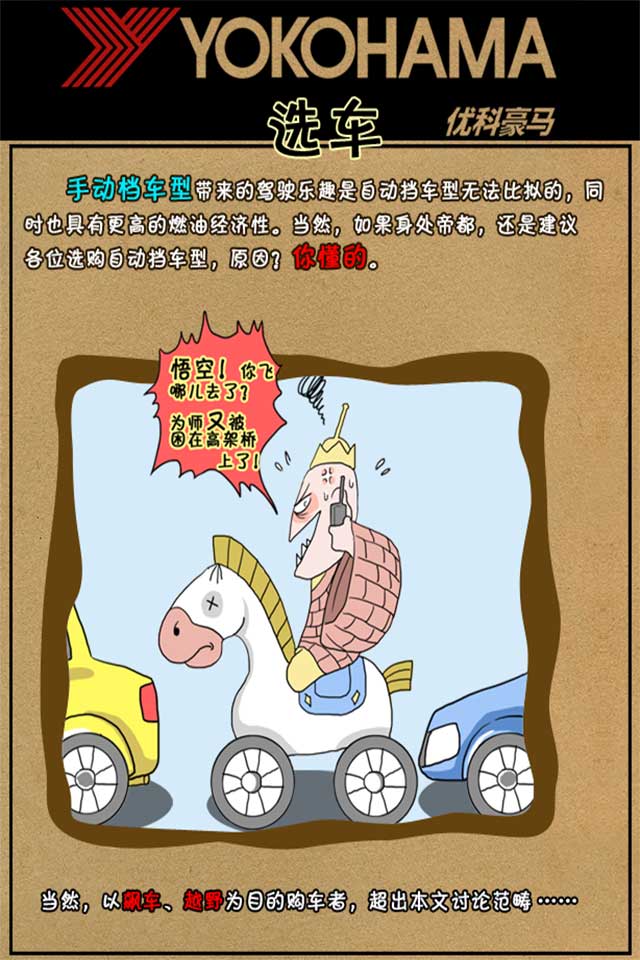 YOKOHAMA
优科豪马
选车
手动档车型带来的驾驶乐趣是自动挡车型无法比拟的，同
时也具有更高的燃油经济性。当然，如果身处帝都，还是建议
各位选购自动挡车型，原因？你懂的。
悟空！你飞
哪儿去了？
为师又被
困在高架桥
上了！
当然，以飙车、越野为目的购车者，超出本文讨论范畴……